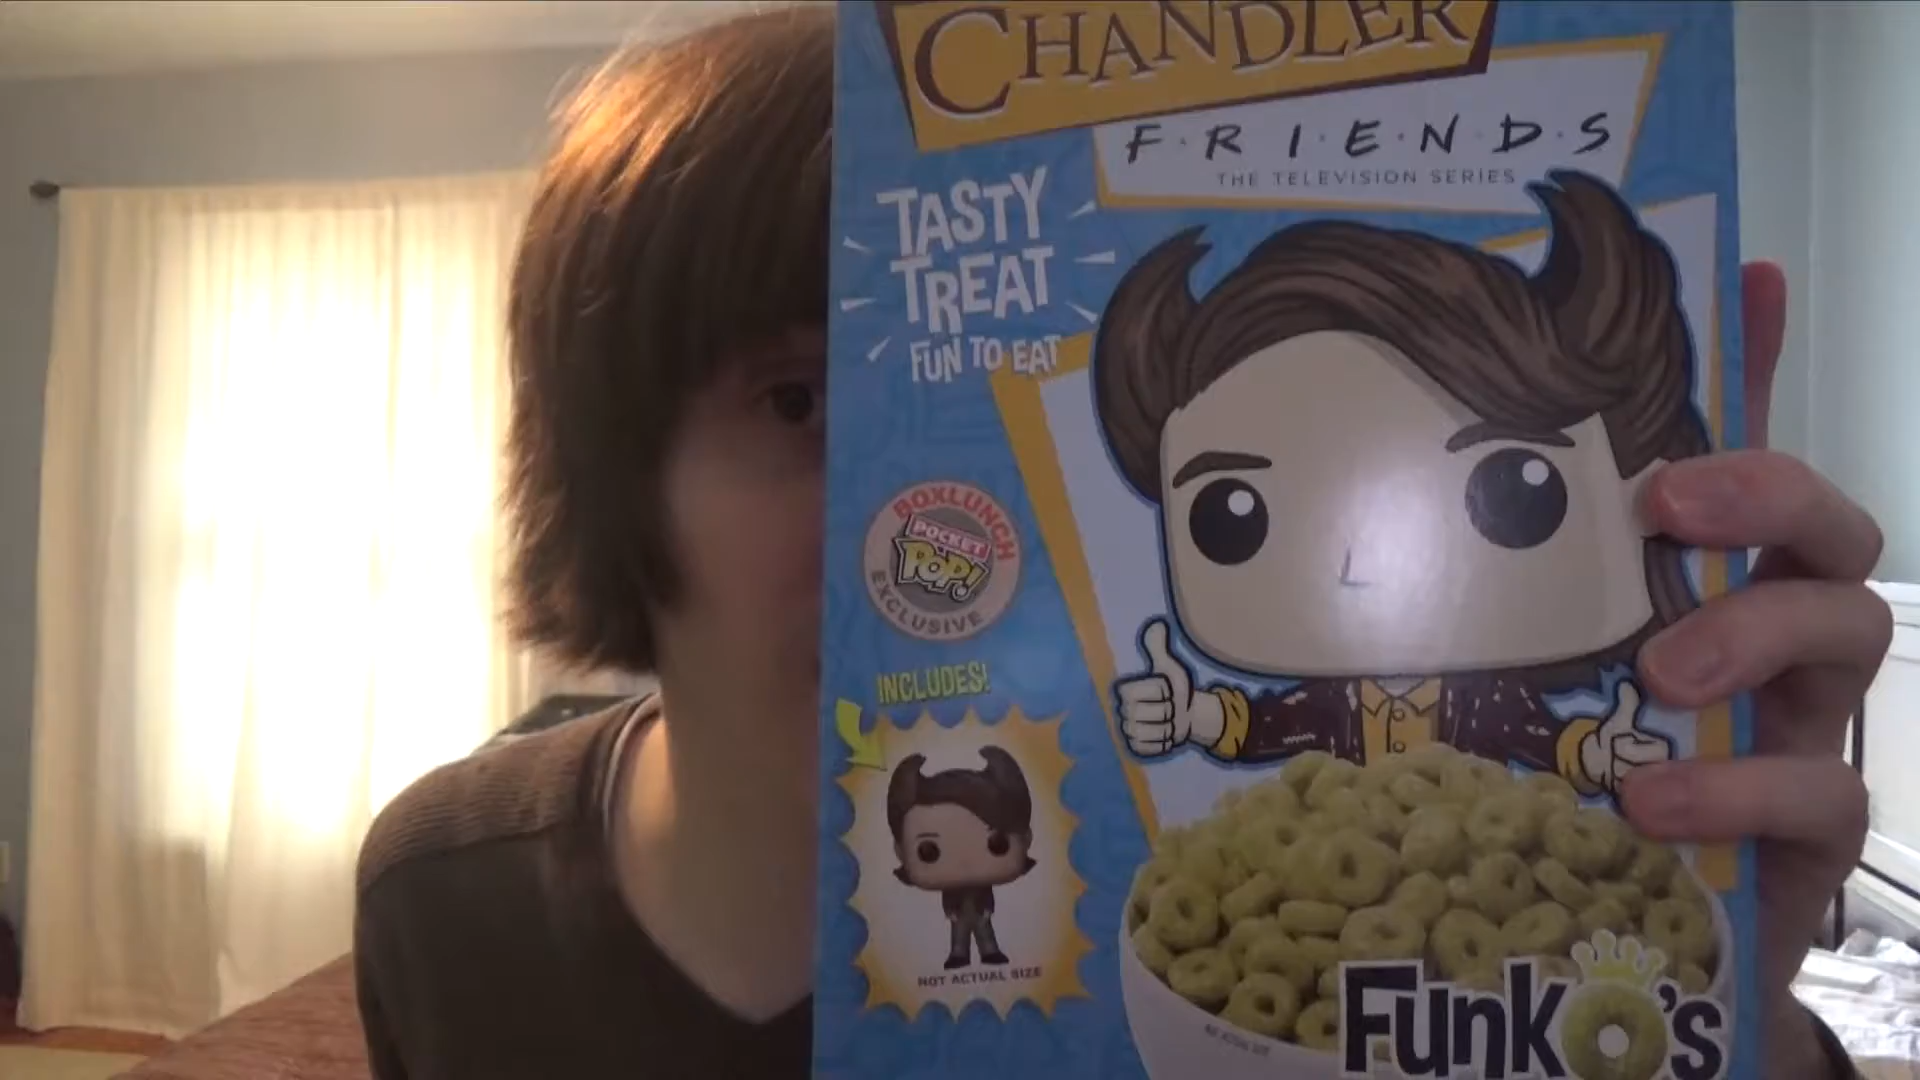 CHANDLER
F·R·I·E·N·D·S
THE TELEVISION SERIES
TASTY
TREAT
FUN TO EAT
BOXLUNCH
POCKET
POP!
EXCLUSIVE
INCLUDES!
NOT ACTUAL SIZE
FunkO's